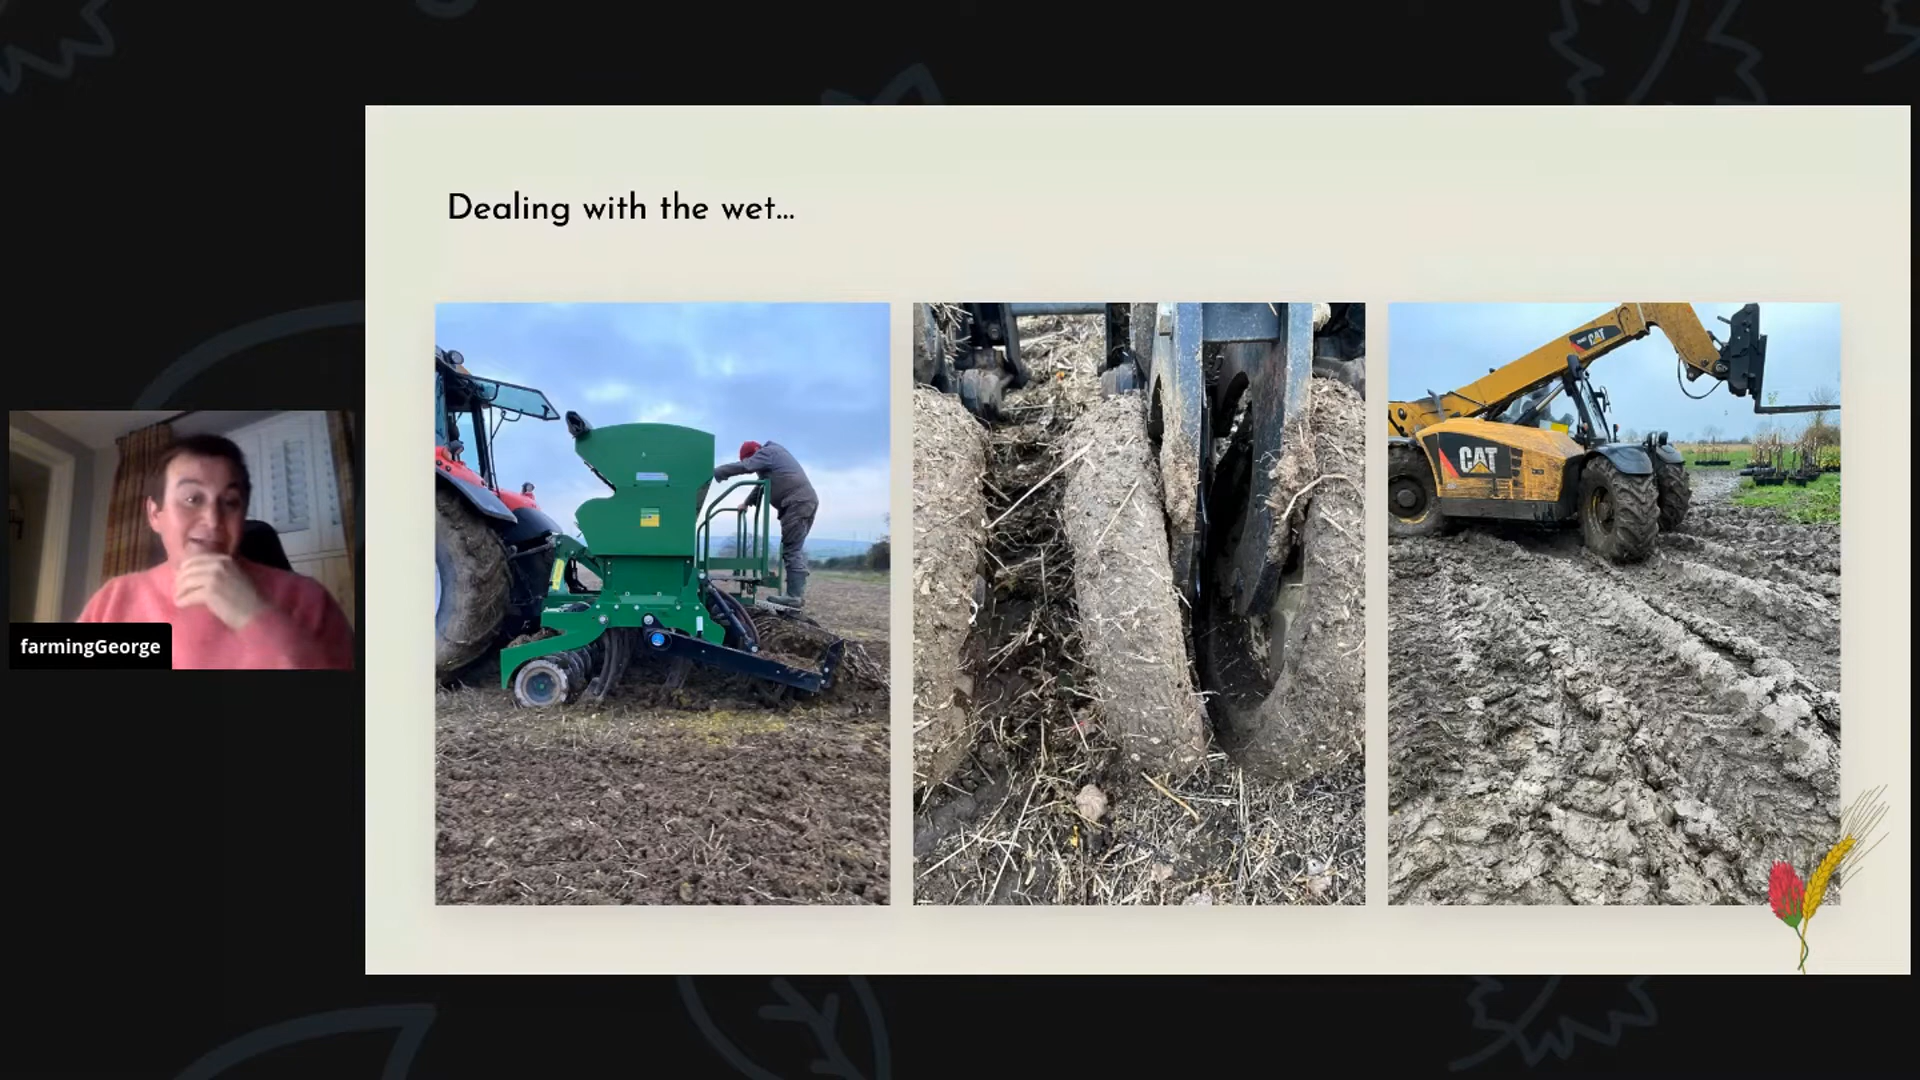 Dealing with the wet...
CAT
CAT
farmingGeorge